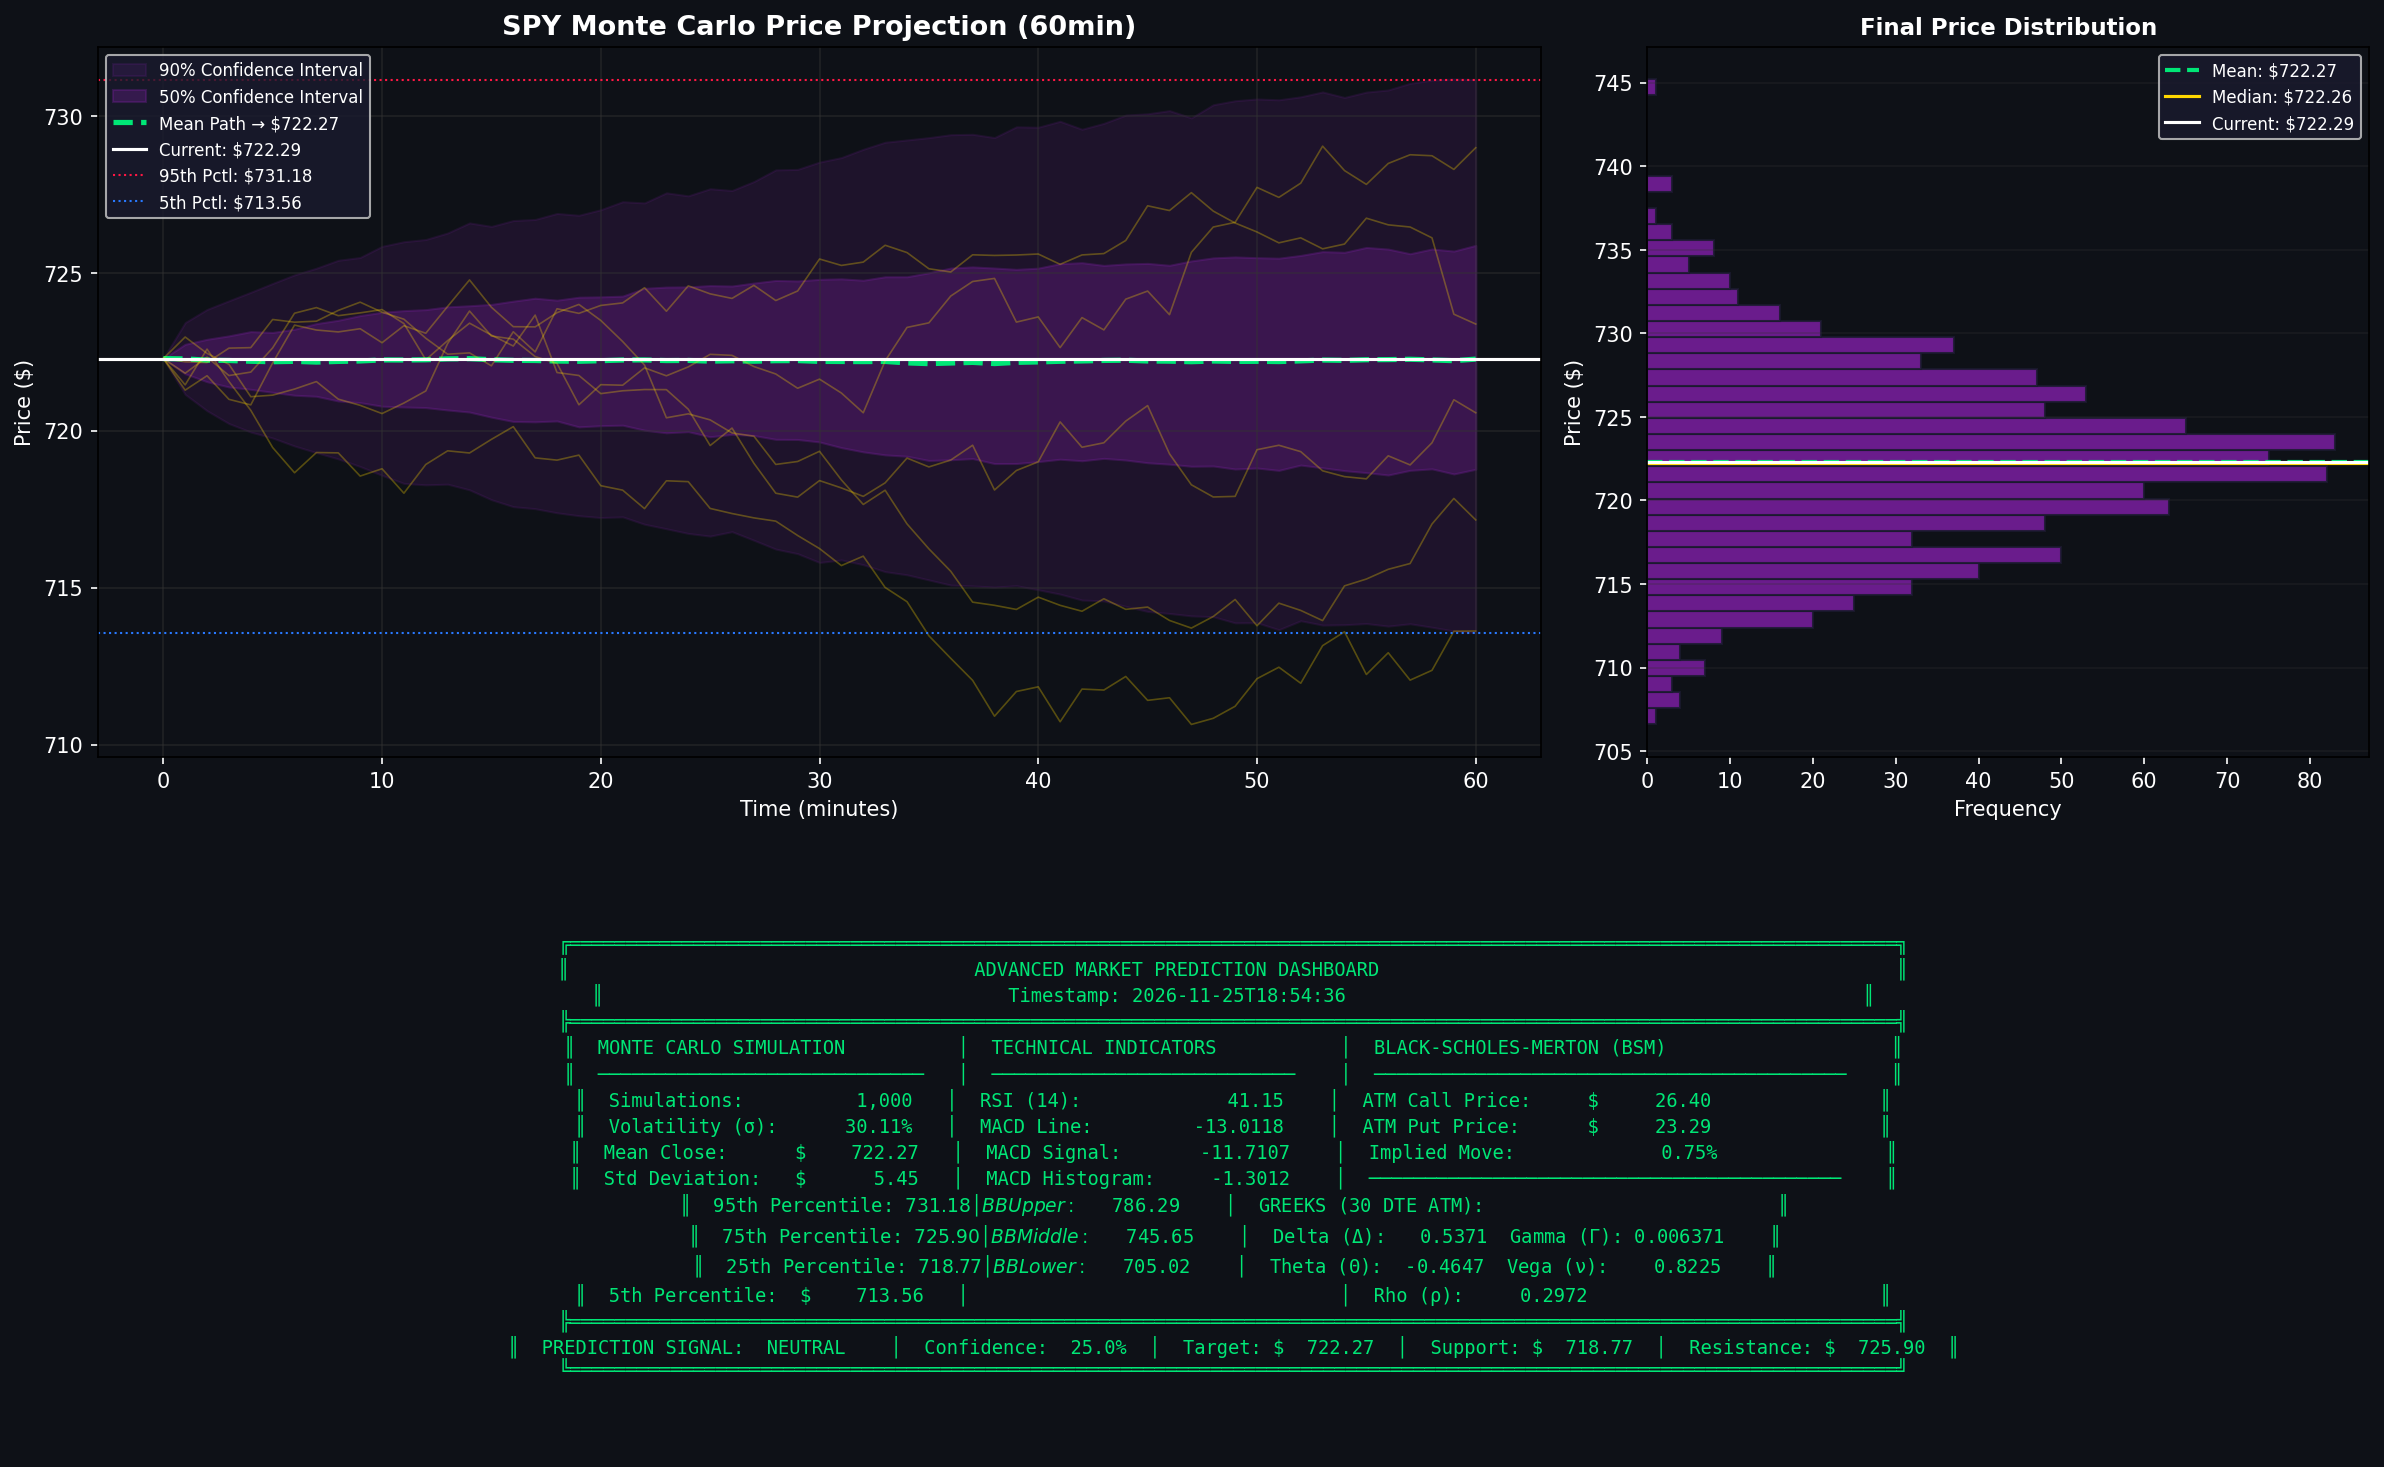 SPY Monte Carlo Price Projection (60min)
90% Confidence Interval
50% Confidence Interval
Mean Path → $722.27
Current: $722.29
95th Pctl: $731.18
5th Pctl: $713.56
Price ($)
730
725
720
715
710
0 10 20 30 40 50 60
Time (minutes)
Final Price Distribution
Mean: $722.27
Median: $722.26
Current: $722.29
Price ($)
745
740
735
730
725
720
715
710
705
0 10 20 30 40 50 60 70 80
Frequency
ADVANCED MARKET PREDICTION DASHBOARD
Timestamp: 2026-11-25T18:54:36
MONTE CARLO SIMULATION │ TECHNICAL INDICATORS │ BLACK-SCHOLES-MERTON (BSM)
Simulations: 1,000 │ RSI (14): 41.15 │ ATM Call Price: $ 26.40
Volatility (σ): 30.11% │ MACD Line: -13.0118 │ ATM Put Price: $ 23.29
Mean Close: $ 722.27 │ MACD Signal: -11.7107 │ Implied Move: 0.75%
Std Deviation: $ 5.45 │ MACD Histogram: -1.3012 │
95th Percentile: 731.18│BBUpper: 786.29 │ GREEKS (30 DTE ATM):
75th Percentile: 725.90│BBMiddle: 745.65 │ Delta (Δ): 0.5371 Gamma (Γ): 0.006371
25th Percentile: 718.77│BBLower: 705.02 │ Theta (Θ): -0.4647 Vega (ν): 0.8225
5th Percentile: $ 713.56 │ │ Rho (ρ): 0.2972
PREDICTION SIGNAL: NEUTRAL │ Confidence: 25.0% │ Target: $ 722.27 │ Support: $ 718.77 │ Resistance: $ 725.90